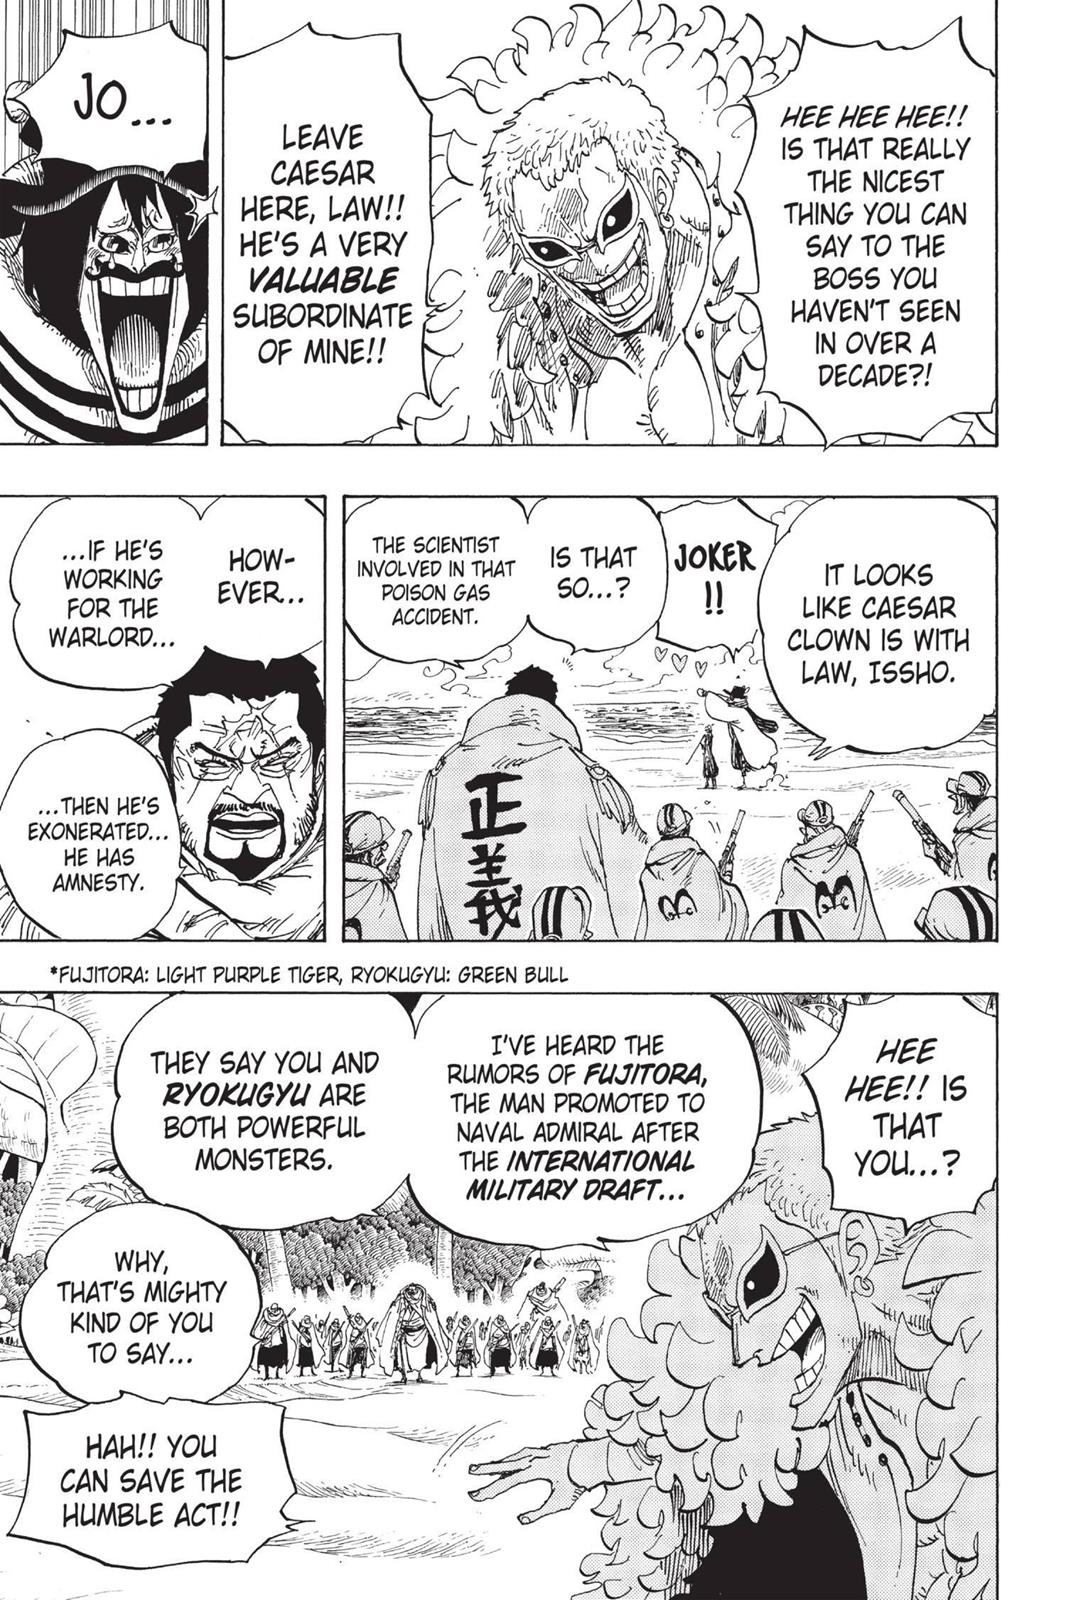 HEE HEE HEE!!
IS THAT REALLY
THE NICEST
THING YOU CAN
SAY TO THE
BOSS YOU
HAVEN'T SEEN
IN OVER A
DECADE?!
LEAVE
CAESAR
HERE, LAW!!
HE'S A VERY
VALUABLE
SUBORDINATE
OF MINE!!
JO...
IT LOOKS
LIKE CAESAR
CLOWN IS WITH
LAW, ISSHO.
JOKER
!!
IS THAT
SO...?
THE SCIENTIST
INVOLVED IN THAT
POISON GAS
ACCIDENT.
正義
HOW-
EVER...
...IF HE'S
WORKING
FOR THE
WARLORD...
...THEN HE'S
EXONERATED...
HE HAS
AMNESTY.
*FUJITORA: LIGHT PURPLE TIGER, RYOKUGYU: GREEN BULL
HEE
HEE!! IS
THAT
YOU...?
I'VE HEARD THE
RUMORS OF FUJITORA,
THE MAN PROMOTED TO
NAVAL ADMIRAL AFTER
THE INTERNATIONAL
MILITARY DRAFT...
THEY SAY YOU AND
RYOKUGYU ARE
BOTH POWERFUL
MONSTERS.
WHY,
THAT'S MIGHTY
KIND OF YOU
TO SAY...
HAH!! YOU
CAN SAVE THE
HUMBLE ACT!!